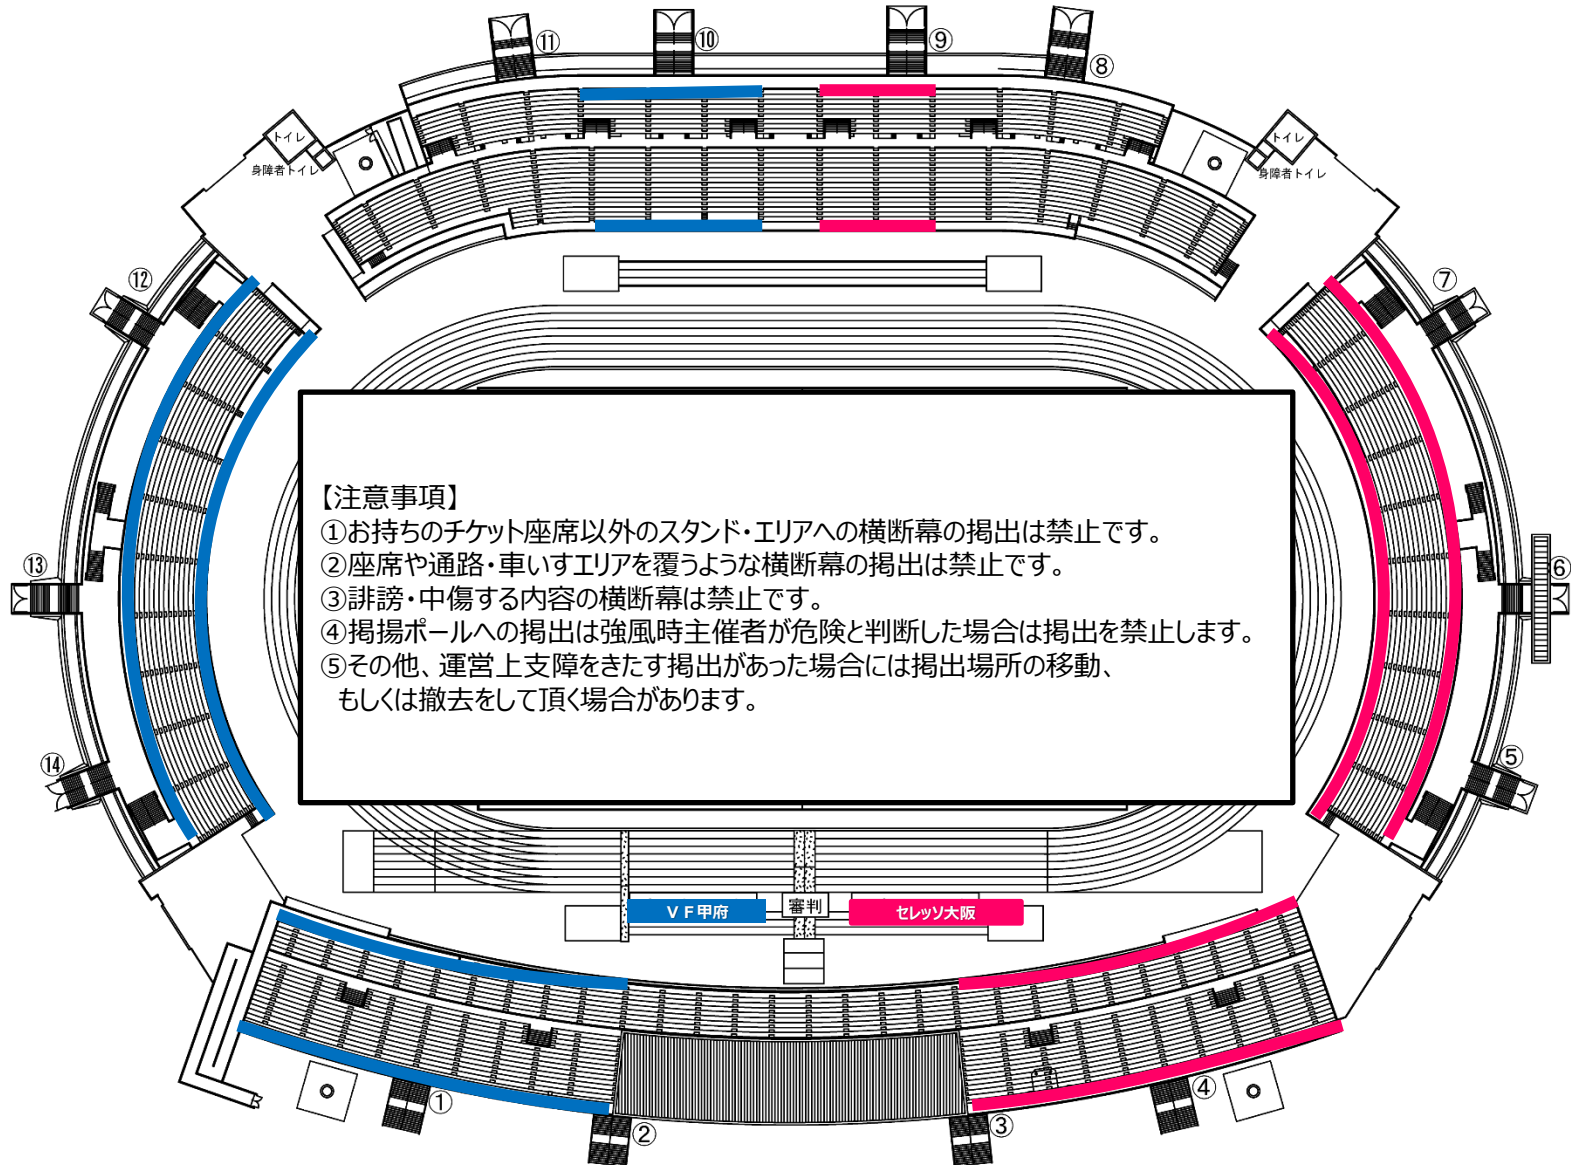 ⑪
⑩
⑨
⑧
トイレ
身障者トイレ
トイレ
身障者トイレ
⑫
⑦
【注意事項】
①お持ちのチケット座席以外のスタンド・エリアへの横断幕の掲出は禁止です。
②座席や通路・車いすエリアを覆うような横断幕の掲出は禁止です。
③誹謗・中傷する内容の横断幕は禁止です。
④掲揚ポールへの掲出は強風時主催者が危険と判断した場合は掲出を禁止します。
⑤その他、運営上支障をきたす掲出があった場合には掲出場所の移動、
もしくは撤去をして頂く場合があります。
⑬
⑥
⑭
⑤
ＶＦ甲府
審判
セレッソ大阪
①
④
②
③